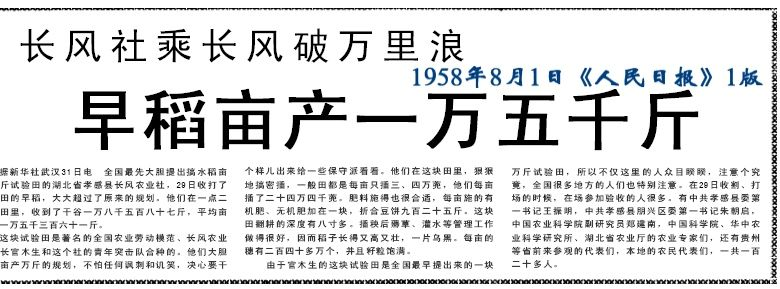 长风社乘长风破万里浪
1958年8月1日《人民日报》1版
早稻亩产一万五千斤
据新华社武汉31日电 全国最先大胆提出搞水稻亩
斤试验田的湖北省孝感县长风农业社，29日收打了
田的早稻，大大超过了原来的规划。他们在一点二
田里，收到了干谷一万八千五百八十七斤，平均亩
一万五千三百六十一斤。
这块试验田是著名的全国农业劳动模范、长风农业
长官木生和这个社的青年突击队合种的。他们大胆
亩产万斤的规划，不怕任何讽刺和讥笑，决心要干
个样儿出来给一些保守派看看。他们在这块田里，狠狠
地搞密插，一般田都是每亩只插三、四万蔸，他们每亩
插了二十四万四千蔸。肥料施得也很合适，每亩施的有
机肥、无机肥加在一块，折合豆饼九百二十五斤。这块
田翻耕的深度有八寸多。插秧后薅草、灌水等管理工作
做得很好，因而稻子长得又高又壮，一片乌黑。每亩的
穗有二百四十多万个，并且籽粒饱满。
由于官木生的这块试验田是全国最早提出来的一块
万斤试验田，所以不仅这里的人众目睽睽，注意个究
竟，全国很多地方的人们也特别注意。在29日收割、打
场的时候，在场参加验收的人很多。有中共孝感县委第
一书记王振明，中共孝感县朋兴区委第一书记朱朝启，
中国农业科学院副研究员郑建南，中国科学院、华中农
业科学研究所、湖北省农业厅的农业专家们，还有贵州
等省前来参观的代表们，本地的农民代表们，一共一百
二十多人。